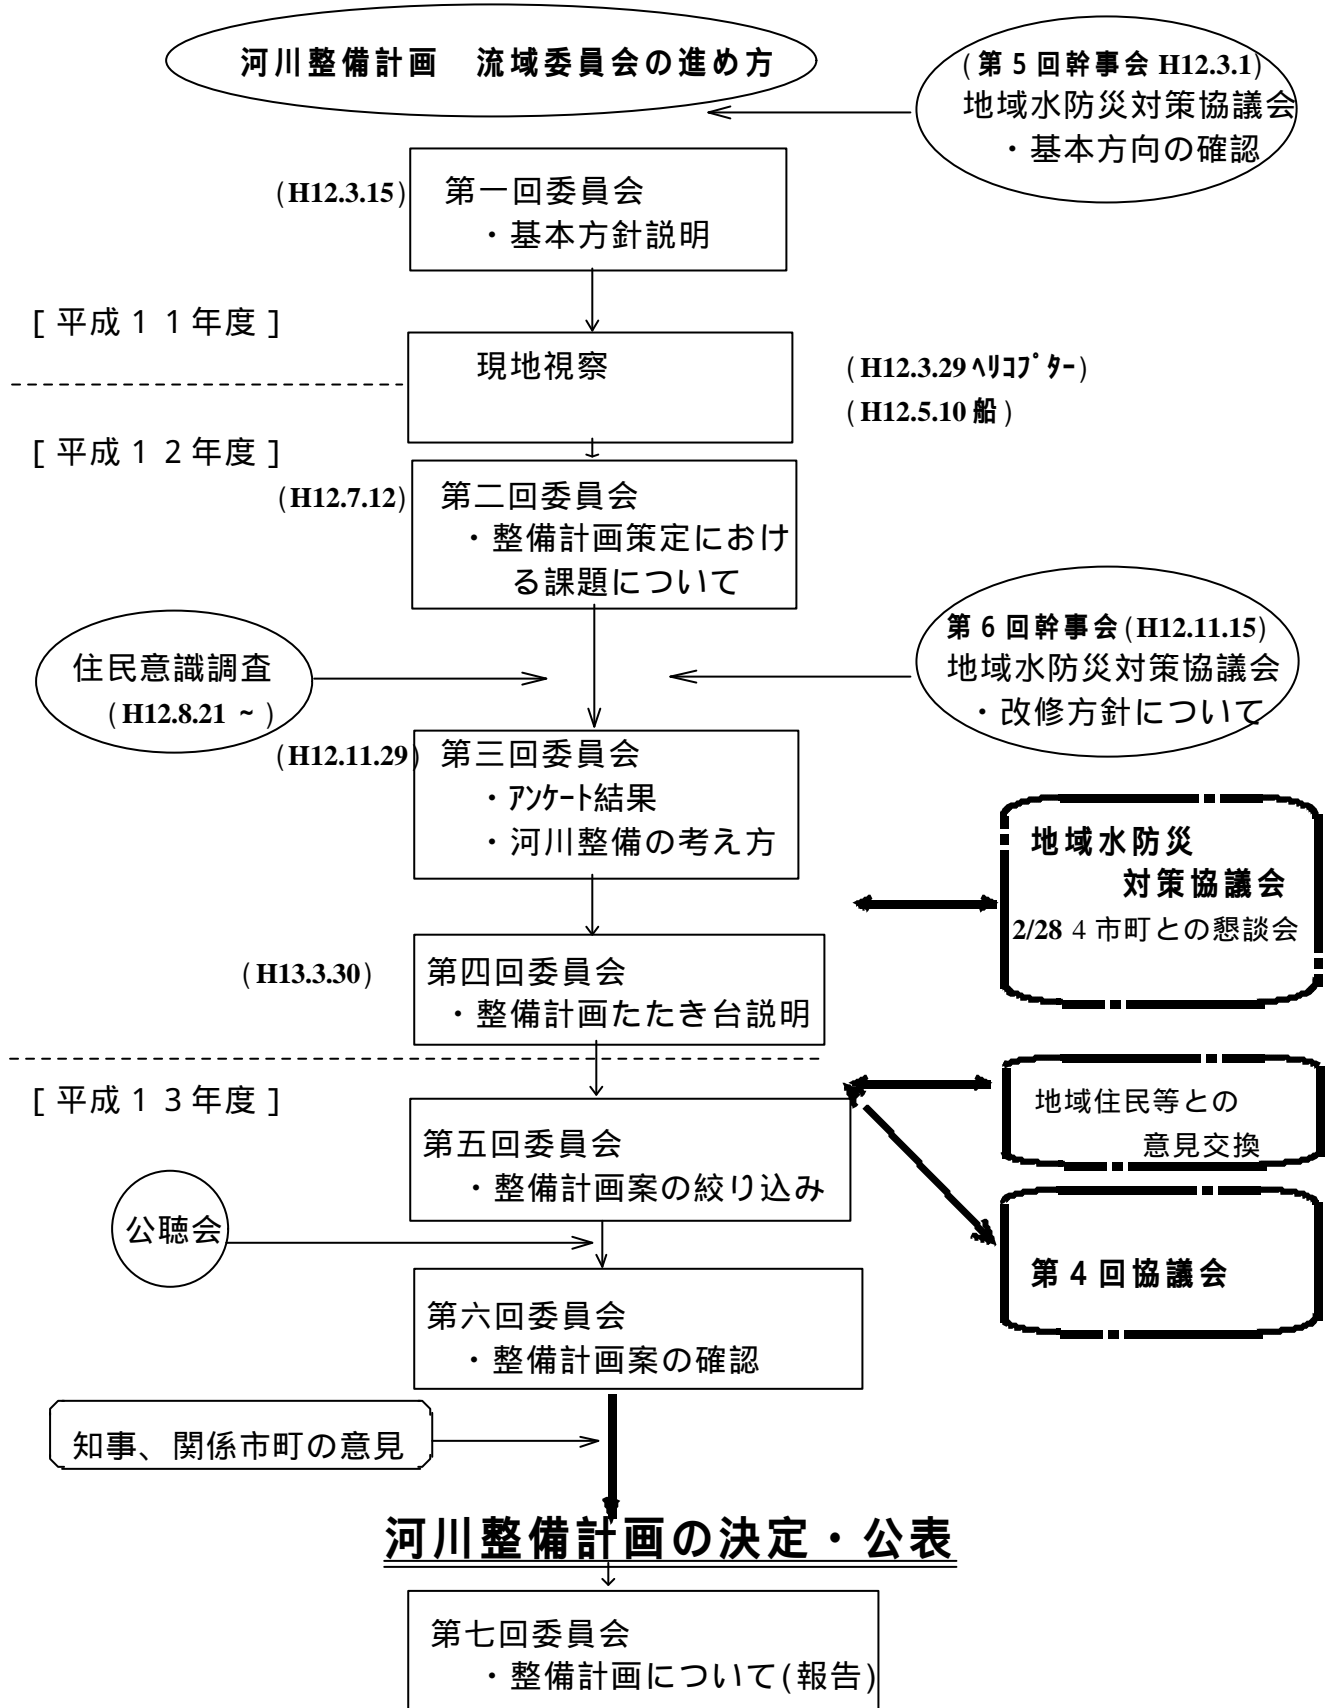 河川整備計画　流域委員会の進め方
(第５回幹事会 H12.3.1)
地域水防災対策協議会
・基本方向の確認
(H12.3.15)
第一回委員会
・基本方針説明
[平成１１年度]
現地視察
(H12.3.29 ﾍﾘｺﾌﾟﾀｰ)
(H12.5.10 船)
[平成１２年度]
(H12.7.12)
第二回委員会
・整備計画策定におけ
る課題について
住民意識調査
(H12.8.21 ~ )
第６回幹事会(H12.11.15)
地域水防災対策協議会
・改修方針について
(H12.11.29)
第三回委員会
・ｱﾝｹｰﾄ結果
・河川整備の考え方
地域水防災
対策協議会
2/28 4市町との懇談会
(H13.3.30)
第四回委員会
・整備計画たたき台説明
[平成１３年度]
地域住民等との
意見交換
第五回委員会
・整備計画案の絞り込み
公聴会
第４回協議会
第六回委員会
・整備計画案の確認
知事、関係市町の意見
河川整備計画の決定・公表
第七回委員会
・整備計画について(報告)